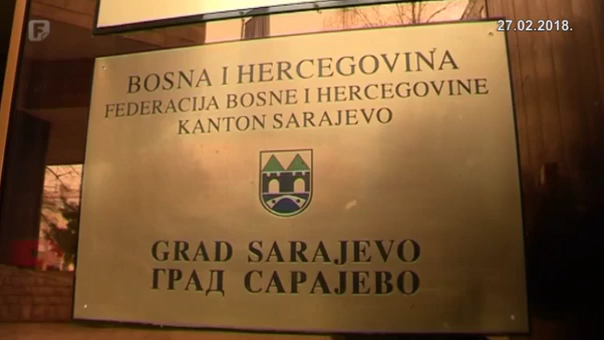 27.02.2018.
BOSNA I HERCEGOVINA
FEDERACIJA BOSNE I HERCEGOVINE
KANTON SARAJEVO
GRAD SARAJEVO
ГРАД САРАЈЕВО